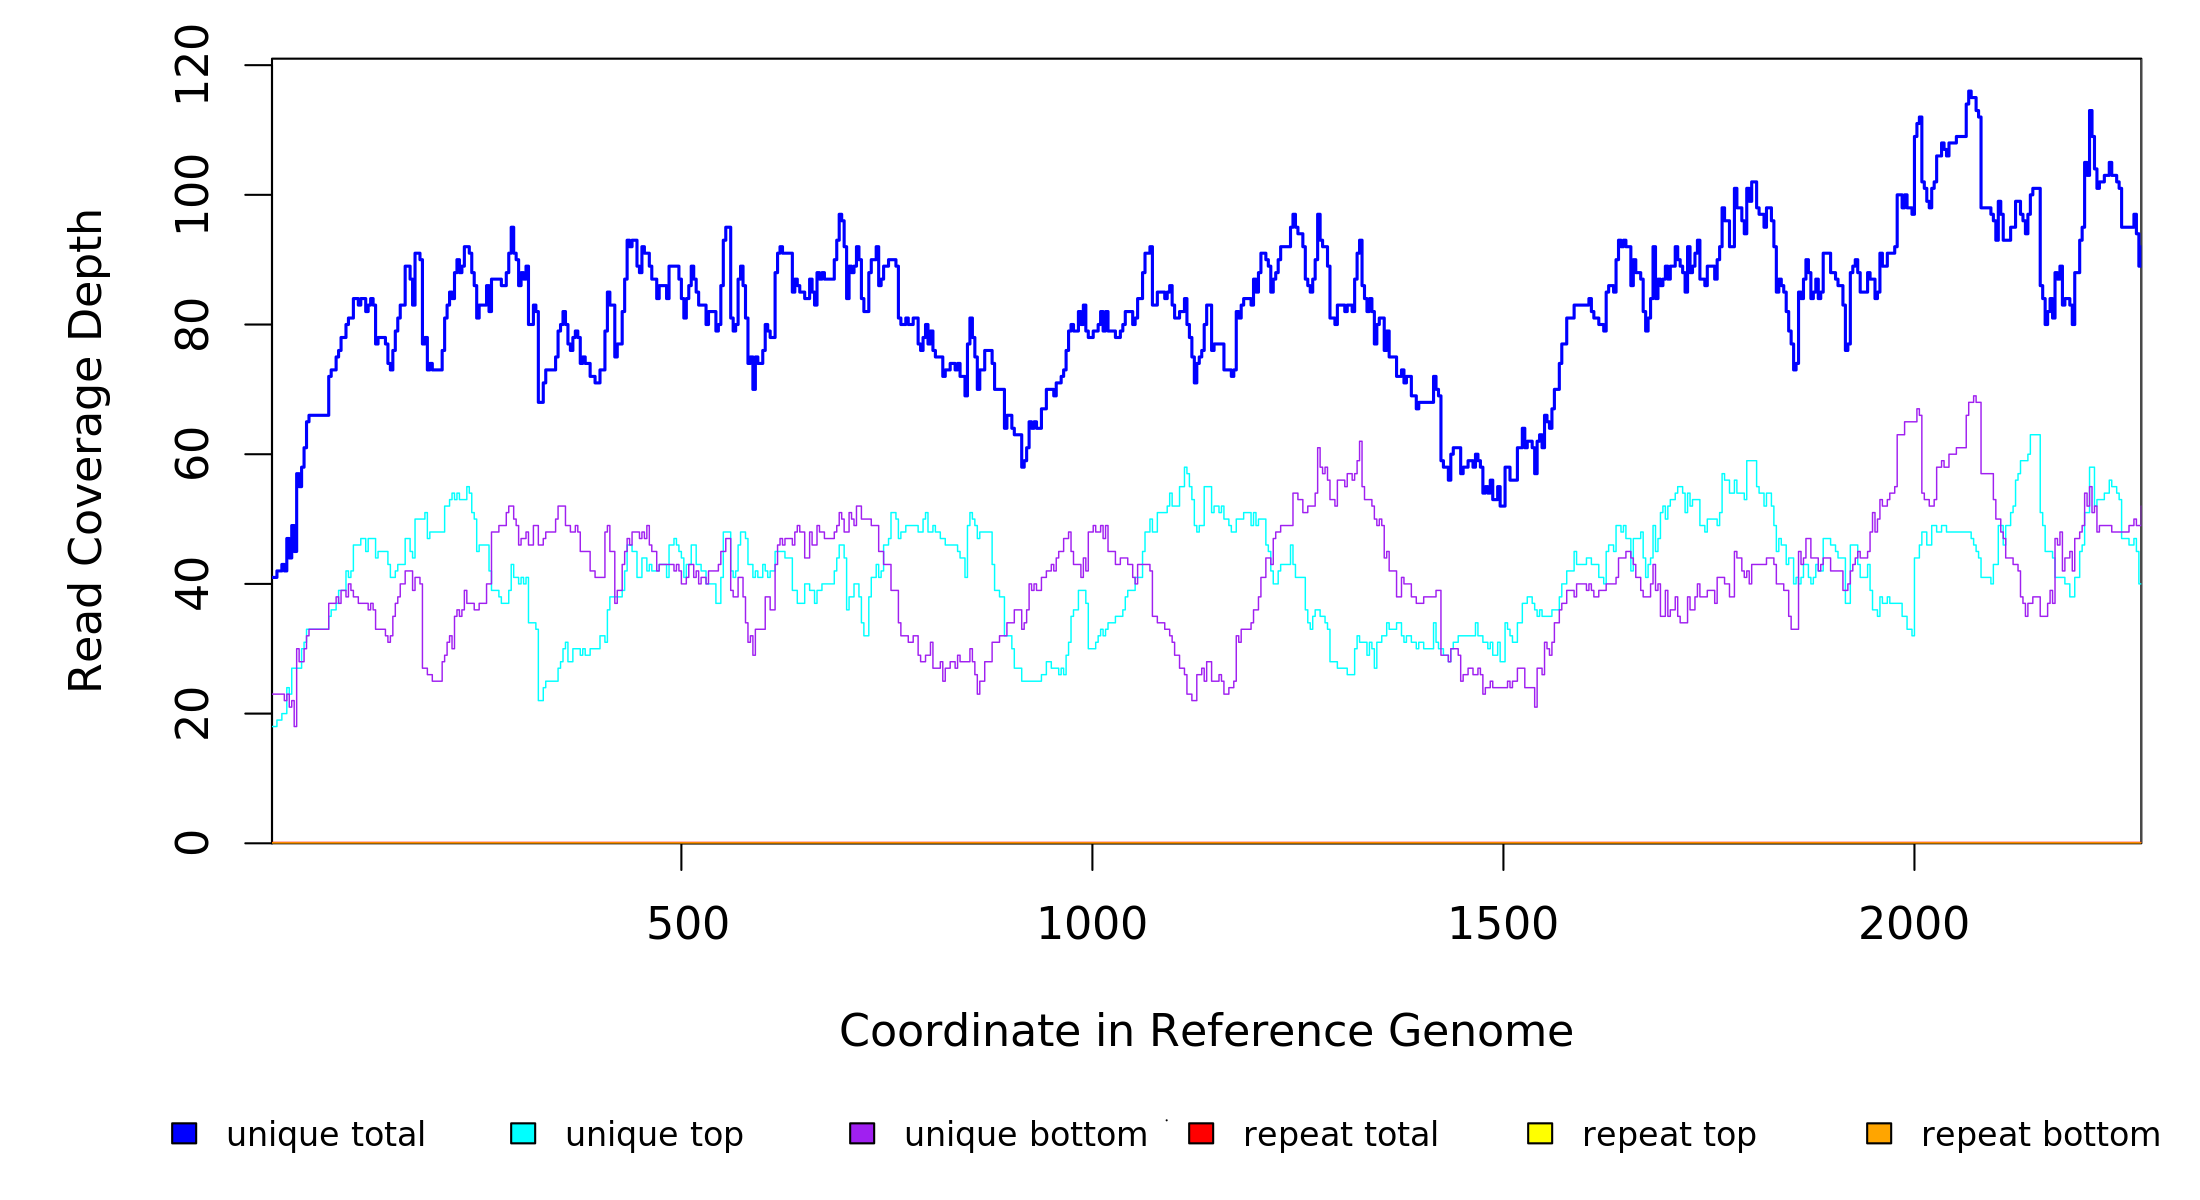 Read Coverage Depth
120
100
80
60
40
20
0
500 1000 1500 2000
Coordinate in Reference Genome
unique total unique top unique bottom repeat total repeat top repeat bottom